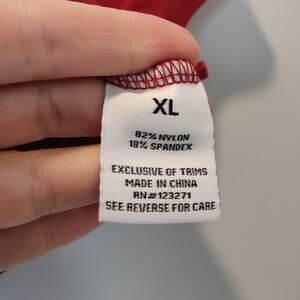 XL
82% NYLON
18% SPANDEX
EXCLUSIVE OF TRIMS
MADE IN CHINA
RN#123271
SEE REVERSE FOR CARE